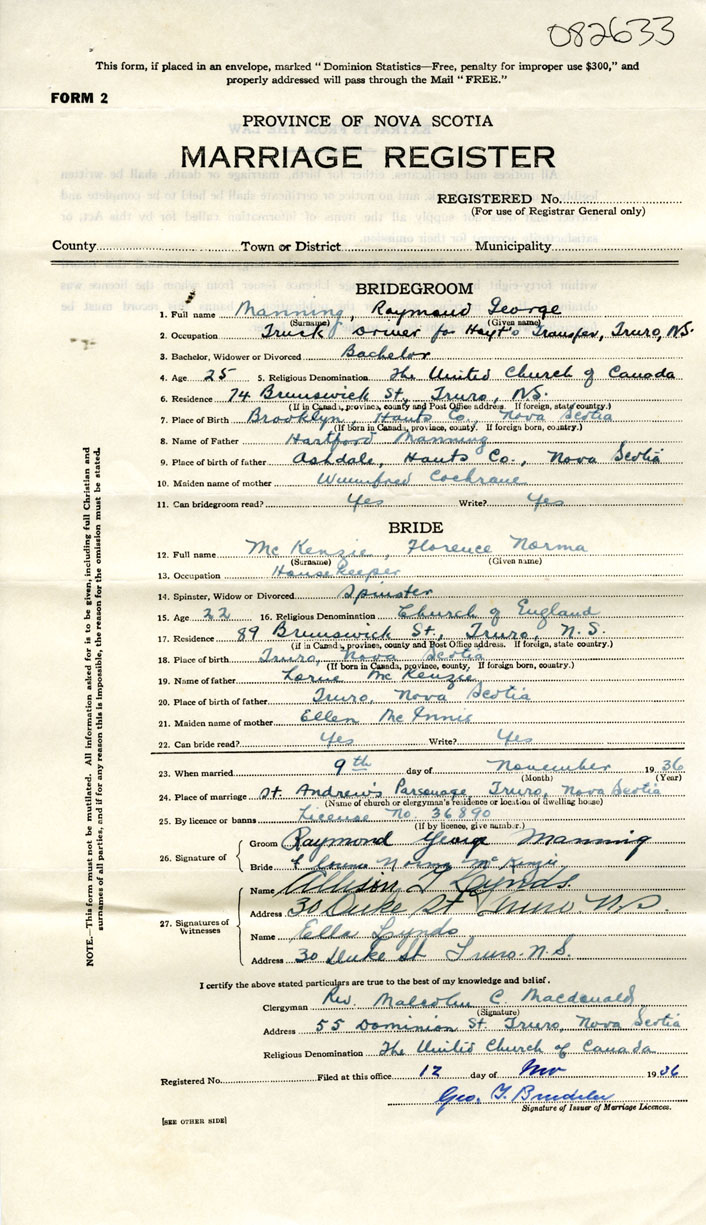 082633
This form, if placed in an envelope, marked "Dominion Statistics—Free, penalty for improper use $300," and
properly addressed will pass through the Mail "FREE."
FORM 2
PROVINCE OF NOVA SCOTIA
MARRIAGE REGISTER
REGISTERED No.
(For use of Registrar General only)
County Town or District Municipality
BRIDEGROOM
1. Full name Manning, Raymond George
(Surname) (Given name)
2. Occupation Truck Driver for Hoyt's Transfer, Truro, N.S.
3. Bachelor, Widower or Divorced Bachelor
4. Age 25 5. Religious Denomination The United Church of Canada
6. Residence 74 Brunswick St, Truro, N.S.
(If in Canada, province, county and Post Office address. If foreign, state country.)
7. Place of Birth Brooklyn, Hants Co., Nova Scotia
(If born in Canada, province, county. If foreign born, country.)
8. Name of Father Hartford Manning
9. Place of birth of father Ashdale, Hants Co., Nova Scotia
10. Maiden name of mother Winnifred Cochrane
11. Can bridegroom read? Yes Write? Yes
BRIDE
12. Full name McKenzie, Florence Norma
(Surname) (Given name)
13. Occupation Housekeeper
14. Spinster, Widow or Divorced Spinster
15. Age 22 16. Religious Denomination Church of England
17. Residence 89 Brunswick St, Truro, N.S.
(if in Canada, province, county and Post Office address. If foreign, state country.)
18. Place of birth Truro, Nova Scotia
(If born in Canada, province, county, If foreign born, country.)
19. Name of father Lorne McKenzie
20. Place of birth of father Truro, Nova Scotia
21. Maiden name of mother Ellen McInnis
22. Can bride read? Yes Write? Yes
23. When married 9th day of November 1936
(Month) (Year)
24. Place of marriage St. Andrew's Parsonage Truro, Nova Scotia
(Name of church or clergyman's residence or location of dwelling house)
25. By licence or banns License No. 36890
(If by licence, give number.)
26. Signature of
Groom Raymond George Manning
Bride Florence Norma McKenzie
27. Signatures of Witnesses
Name Allison Lynds.
Address 30 Duke St Truro. N.S.
Name Ella Lynds
Address 30 Duke St Truro. N.S.
I certify the above stated particulars are true to the best of my knowledge and belief.
Clergyman Rev. Malcolm C. Macdonald
(Signature)
Address 55 Dominion St. Truro, Nova Scotia
Religious Denomination The United Church of Canada
Registered No. Filed at this office 12 day of Nov 1936
Geo.
Signature of Issuer of Marriage Licences.
[SEE OTHER SIDE]
NOTE.—This form must not be mutilated. All information asked for is to be given, including full Christian and
surnames of all parties, and if for any reason this is impossible, the reason for the omission must be stated.